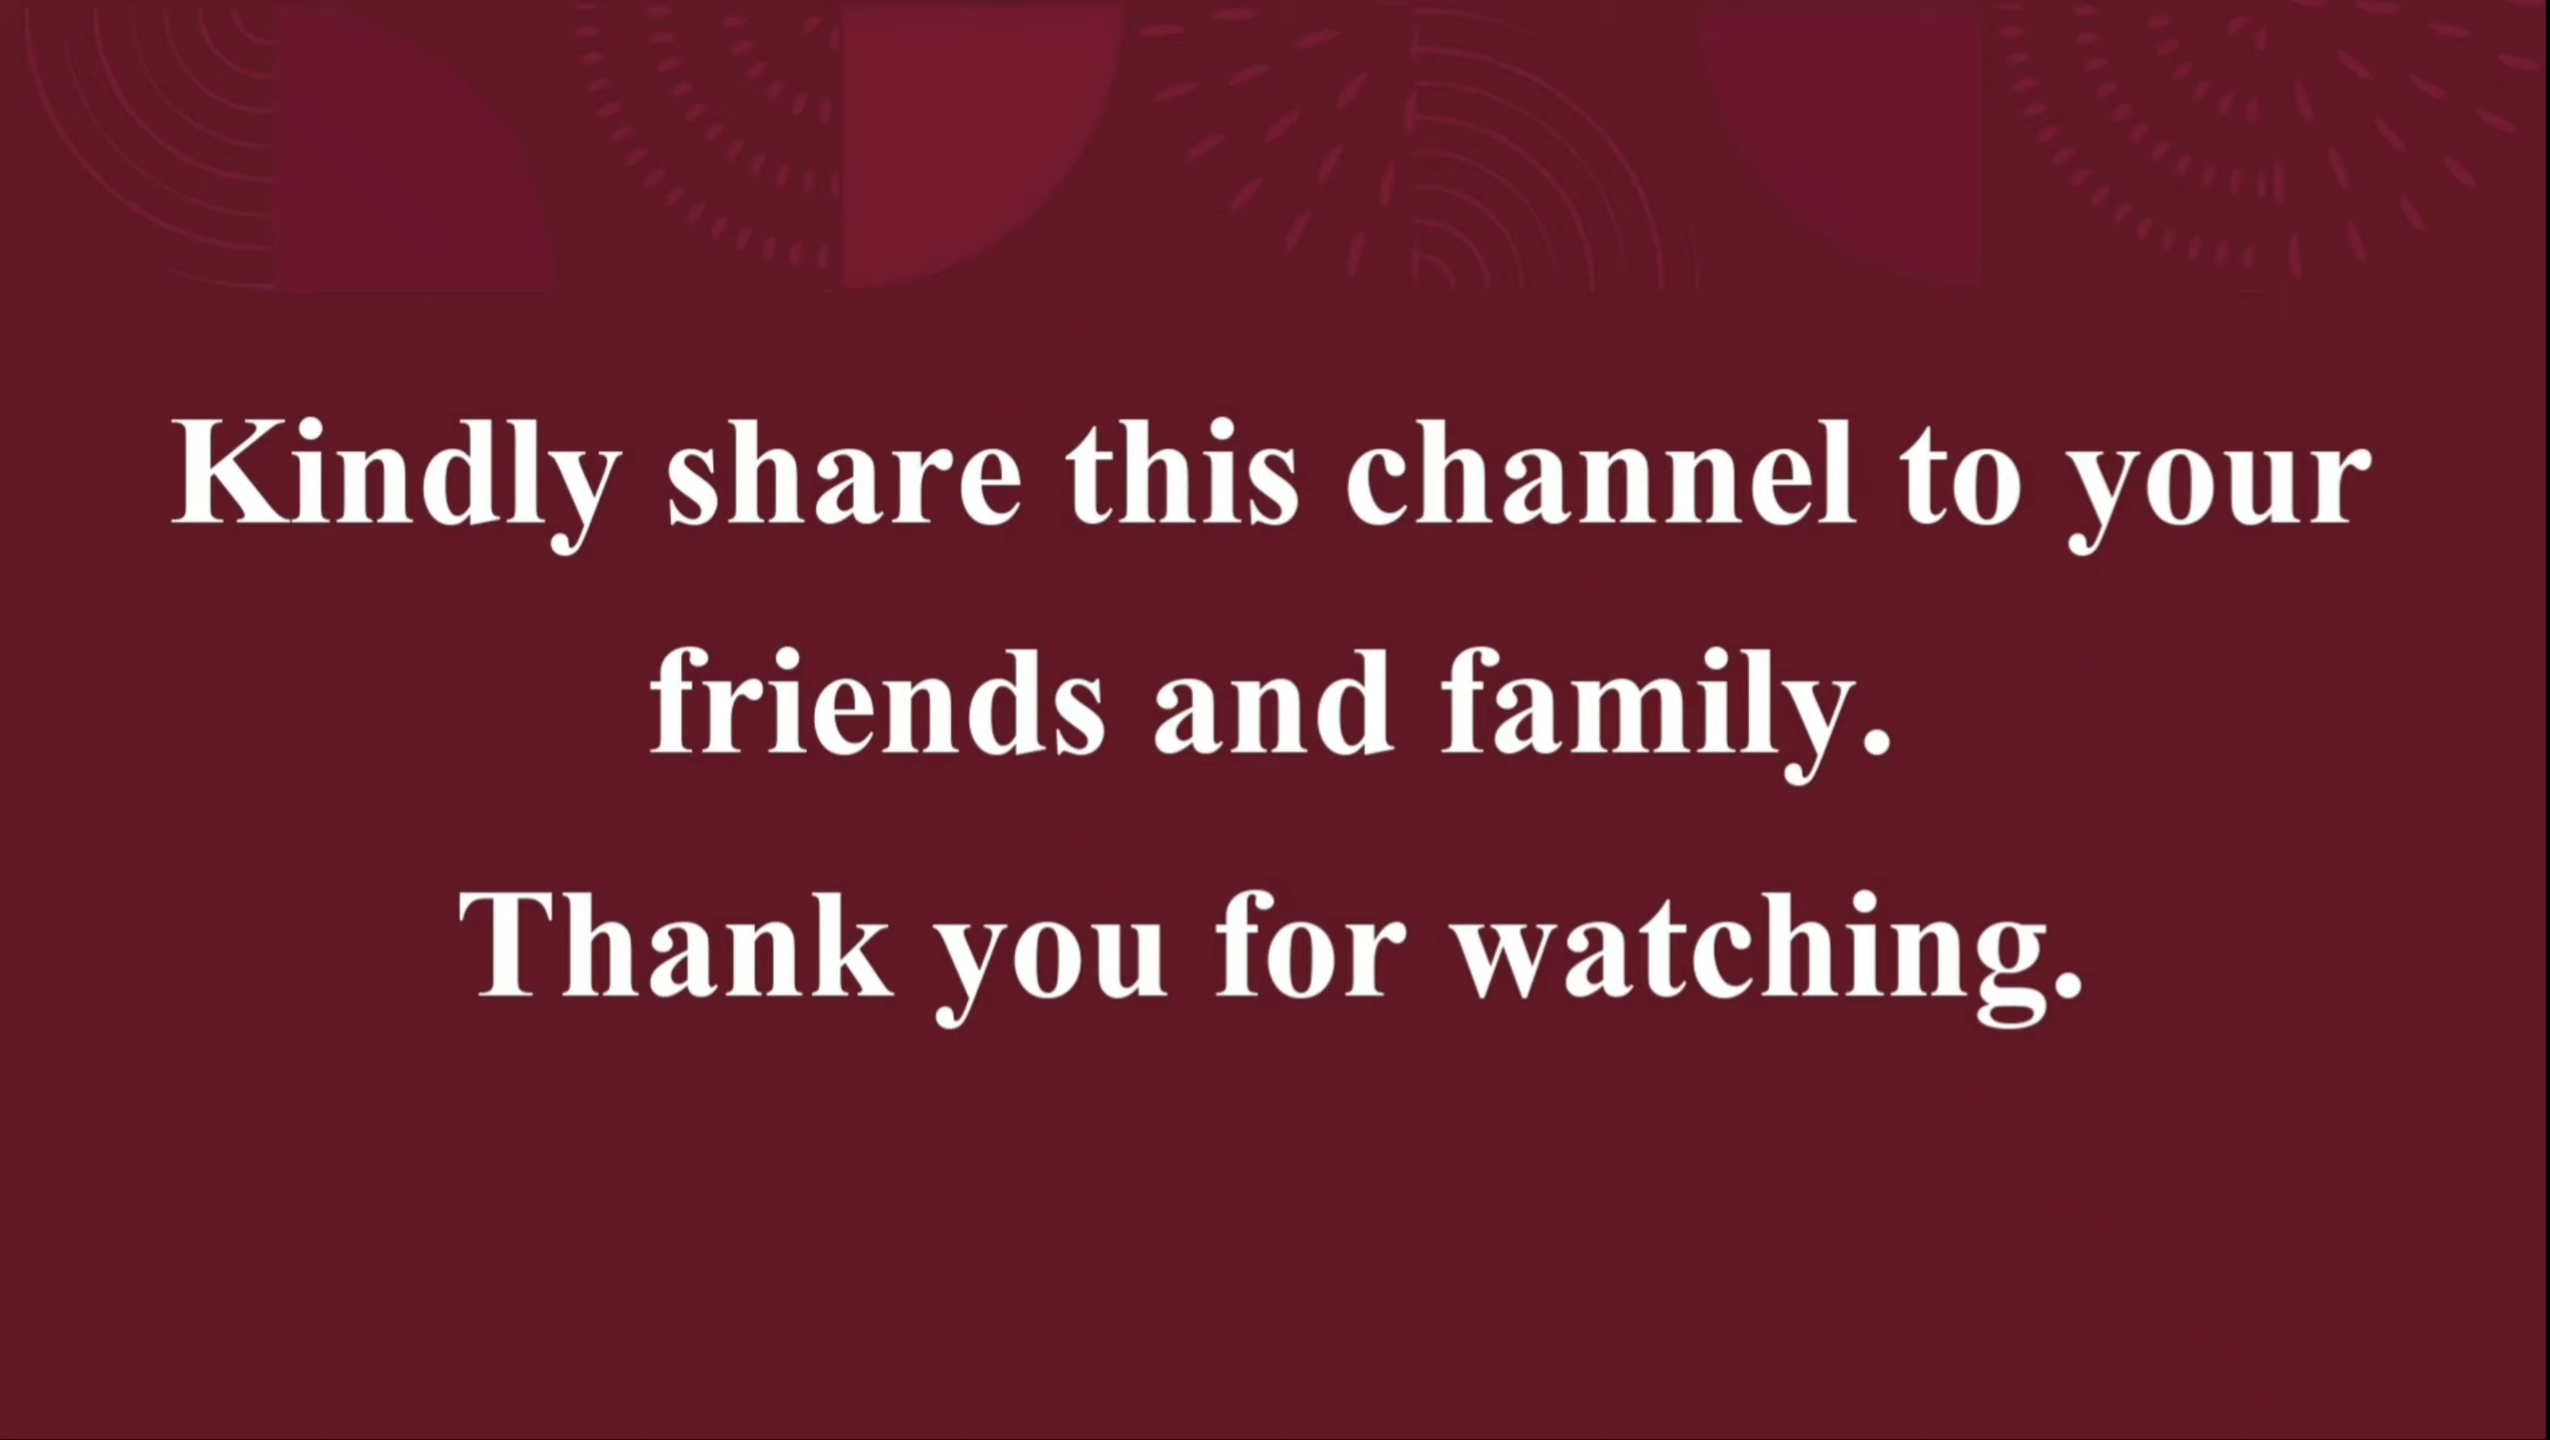 Kindly share this channel to your
friends and family.
Thank you for watching.